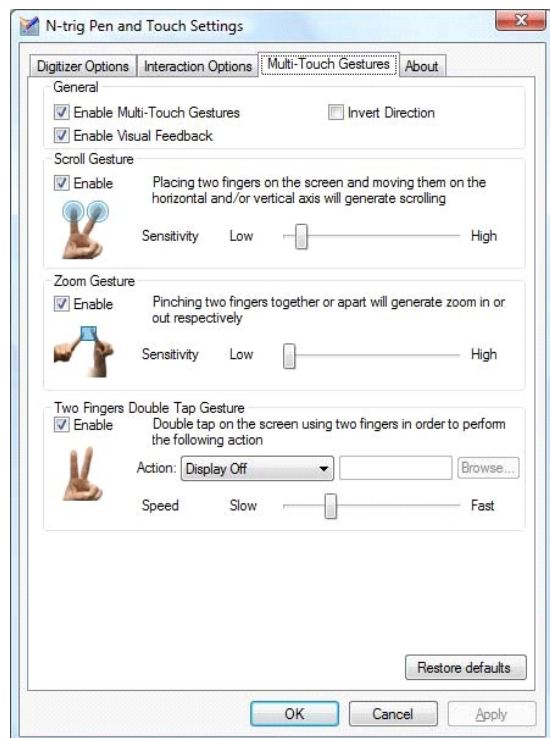 N-trig Pen and Touch Settings
Digitizer Options Interaction Options Multi-Touch Gestures About
General
Enable Multi-Touch Gestures Invert Direction
Enable Visual Feedback
Scroll Gesture
Enable Placing two fingers on the screen and moving them on the
horizontal and/or vertical axis will generate scrolling
Sensitivity Low High
Zoom Gesture
Enable Pinching two fingers together or apart will generate zoom in or
out respectively
Sensitivity Low High
Two Fingers Double Tap Gesture
Enable Double tap on the screen using two fingers in order to perform
the following action
Action: Display Off Browse...
Speed Slow Fast
Restore defaults
OK Cancel Apply